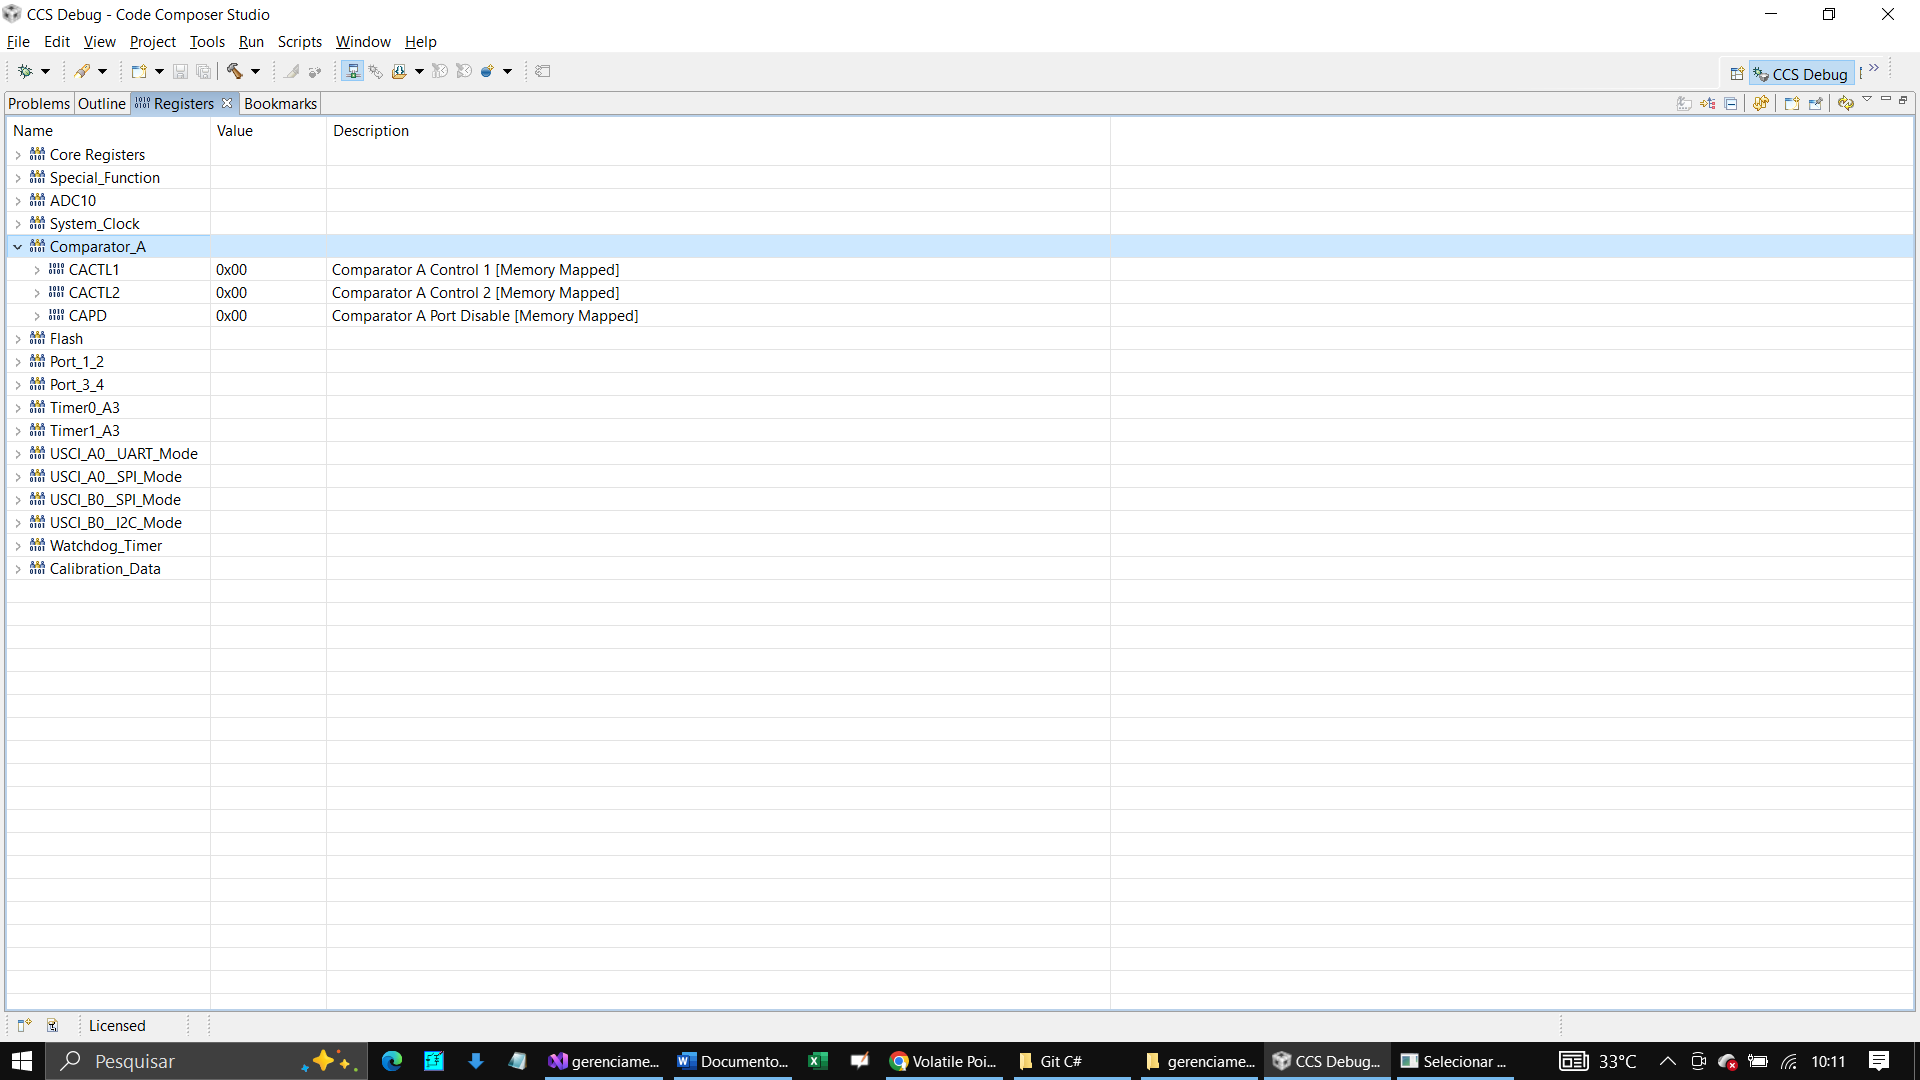 CCS Debug - Code Composer Studio
File Edit View Project Tools Run Scripts Window Help
CCS Debug
Problems Outline Registers Bookmarks
Name Value Description
Core Registers
Special_Function
ADC10
System_Clock
Comparator_A
CACTL1 0x00 Comparator A Control 1 [Memory Mapped]
CACTL2 0x00 Comparator A Control 2 [Memory Mapped]
CAPD 0x00 Comparator A Port Disable [Memory Mapped]
Flash
Port_1_2
Port_3_4
Timer0_A3
Timer1_A3
USCI_A0__UART_Mode
USCI_A0__SPI_Mode
USCI_B0__SPI_Mode
USCI_B0__I2C_Mode
Watchdog_Timer
Calibration_Data
Licensed
Pesquisar gerenciame... Documento... Volatile Poi... Git C# gerenciame... CCS Debug... Selecionar ... 33°C 10:11